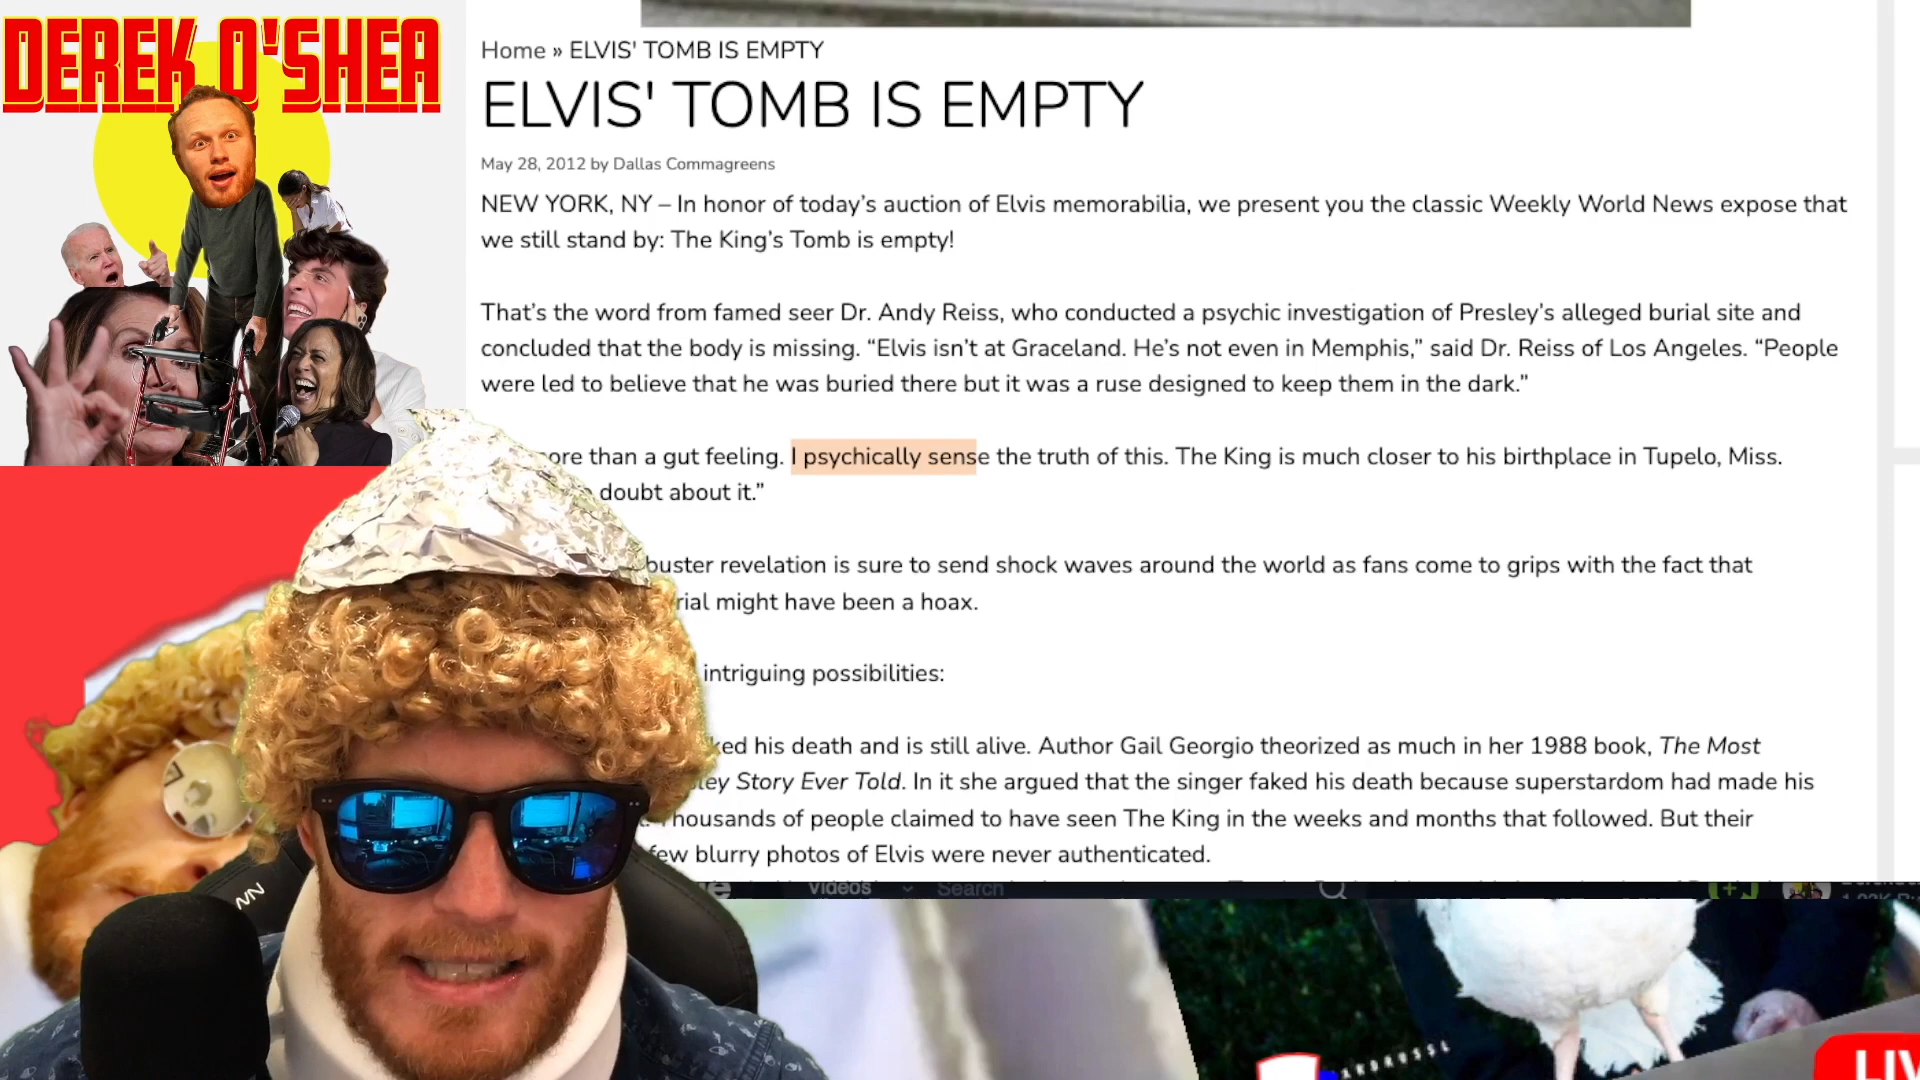 DEREK O'SHEA
Home » ELVIS' TOMB IS EMPTY
ELVIS' TOMB IS EMPTY
May 28, 2012 by Dallas Commagreens
NEW YORK, NY – In honor of today's auction of Elvis memorabilia, we present you the classic Weekly World News expose that
we still stand by: The King's Tomb is empty!
That's the word from famed seer Dr. Andy Reiss, who conducted a psychic investigation of Presley's alleged burial site and
concluded that the body is missing. “Elvis isn't at Graceland. He's not even in Memphis,” said Dr. Reiss of Los Angeles. “People
were led to believe that he was buried there but it was a ruse designed to keep them in the dark.”
than a gut feeling. I psychically sense the truth of this. The King is much closer to his birthplace in Tupelo, Miss.
doubt about it.”
revelation is sure to send shock waves around the world as fans come to grips with the fact that
might have been a hoax.
intriguing possibilities:
his death and is still alive. Author Gail Georgio theorized as much in her 1988 book, The Most
Story Ever Told. In it she argued that the singer faked his death because superstardom had made his
Thousands of people claimed to have seen The King in the weeks and months that followed. But their
few blurry photos of Elvis were never authenticated.
Videos
Search